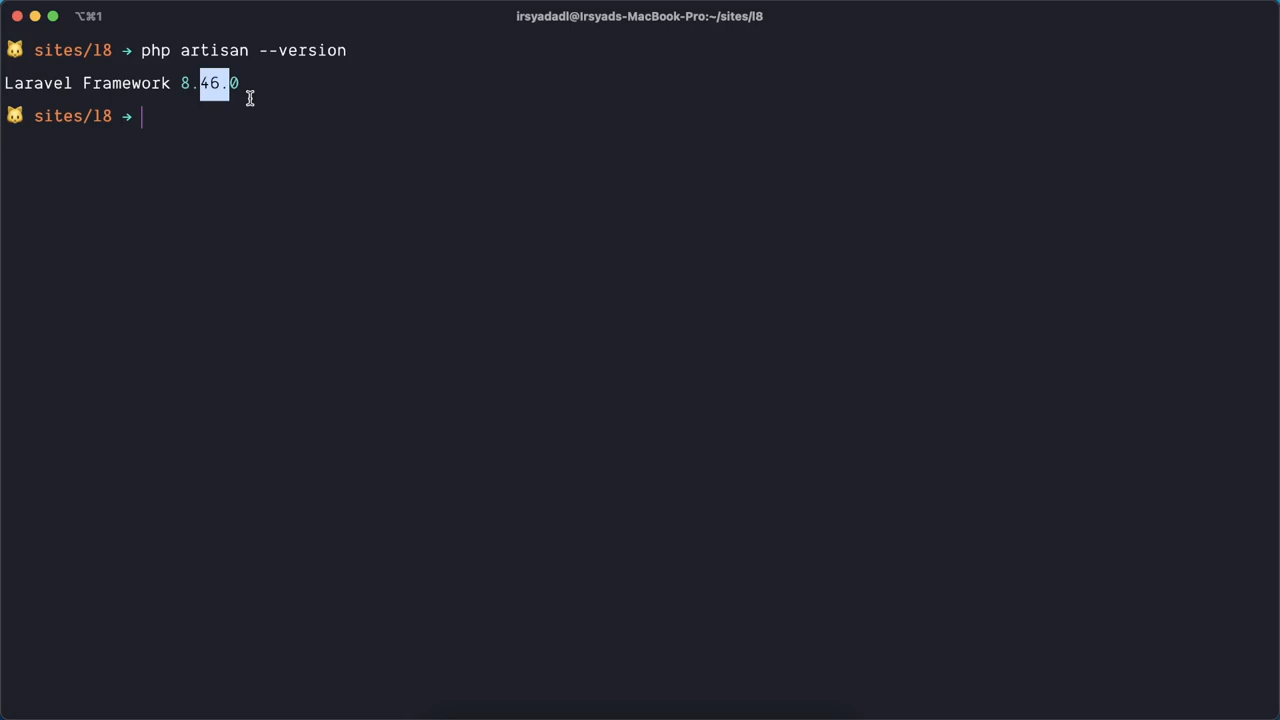 ⌥⌘1
irsyadadl@Irsyads-MacBook-Pro:~/sites/l8
🐱 sites/l8 → php artisan --version
Laravel Framework 8.46.0
🐱 sites/l8 →